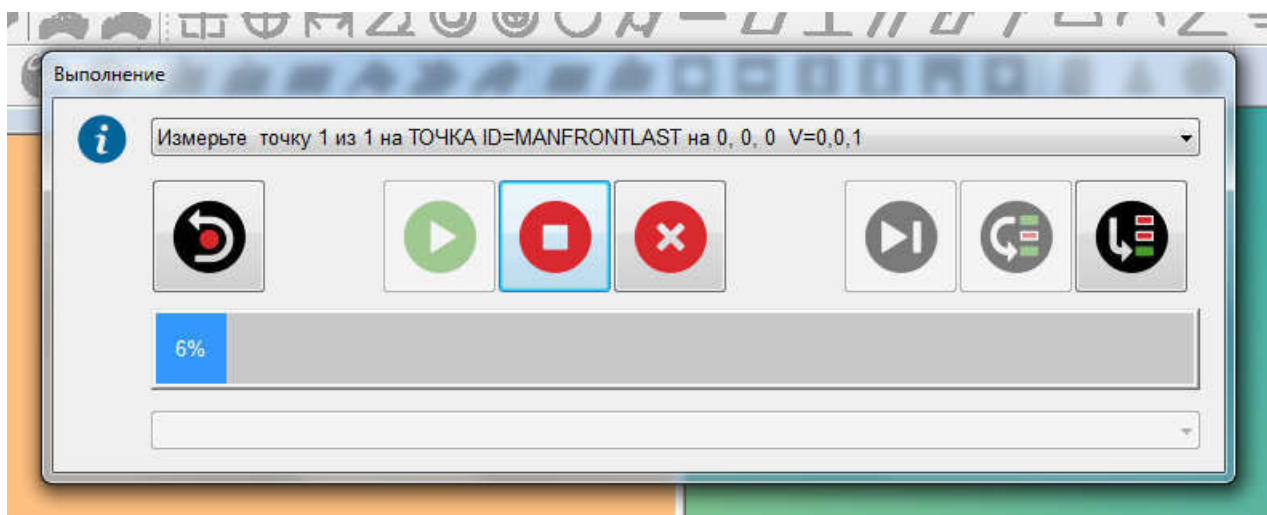 Выполнение
Измерьте  точку 1 из 1 на ТОЧКА ID=MANFRONTLAST на 0, 0, 0  V=0,0,1
6%